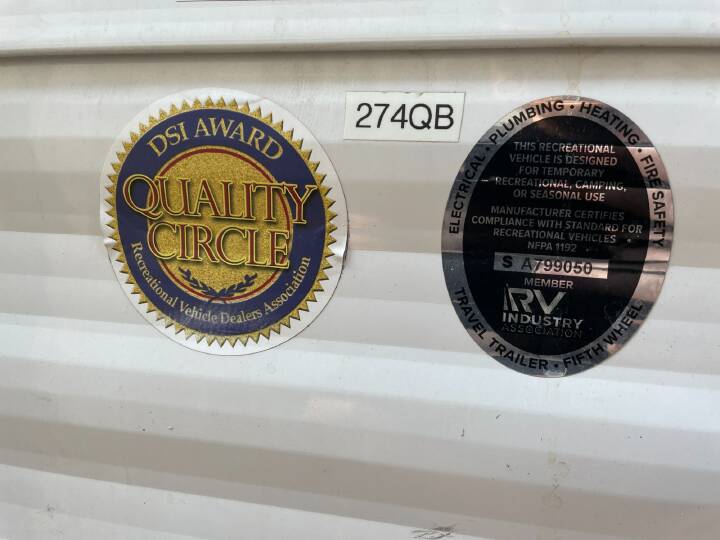 DSI AWARD
QUALITY
CIRCLE
Recreational Vehicle Dealers Association
274QB
ELECTRICAL • PLUMBING • HEATING • FIRE SAFETY
THIS RECREATIONAL
VEHICLE IS DESIGNED
FOR TEMPORARY
RECREATIONAL, CAMPING,
OR SEASONAL USE
MANUFACTURER CERTIFIES
COMPLIANCE WITH STANDARD FOR
RECREATIONAL VEHICLES
NFPA 1192
S A799050
MEMBER
RV
INDUSTRY
ASSOCIATION
TRAVEL TRAILER • FIFTH WHEEL